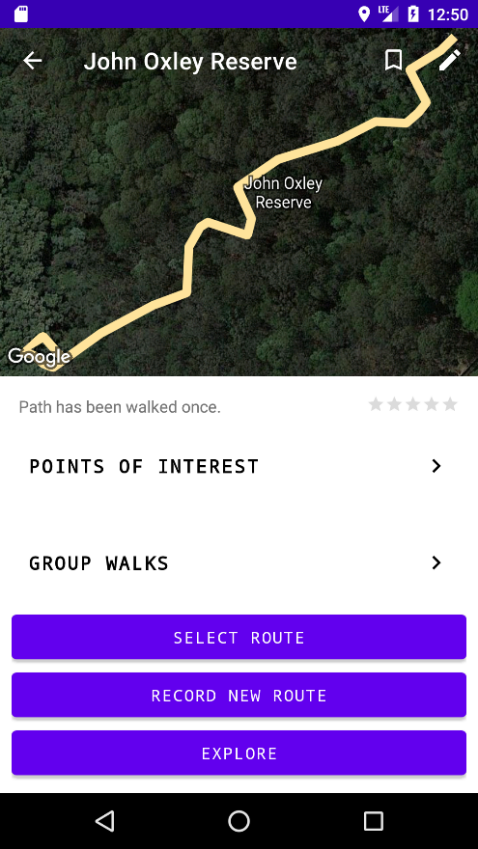 LTE
12:50
John Oxley Reserve
John Oxley
Reserve
Google
Path has been walked once.
POINTS OF INTEREST
GROUP WALKS
SELECT ROUTE
RECORD NEW ROUTE
EXPLORE